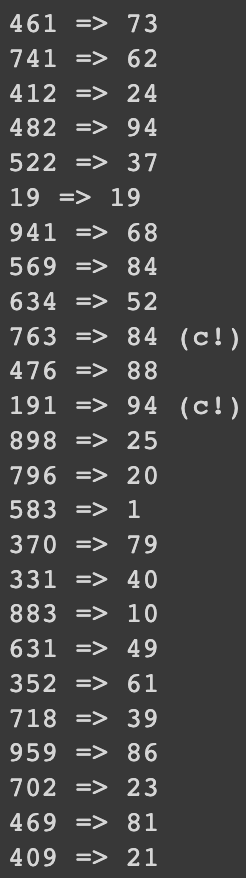 461 => 73
741 => 62
412 => 24
482 => 94
522 => 37
19 => 19
941 => 68
569 => 84
634 => 52
763 => 84 (c!)
476 => 88
191 => 94 (c!)
898 => 25
796 => 20
583 => 1
370 => 79
331 => 40
883 => 10
631 => 49
352 => 61
718 => 39
959 => 86
702 => 23
469 => 81
409 => 21